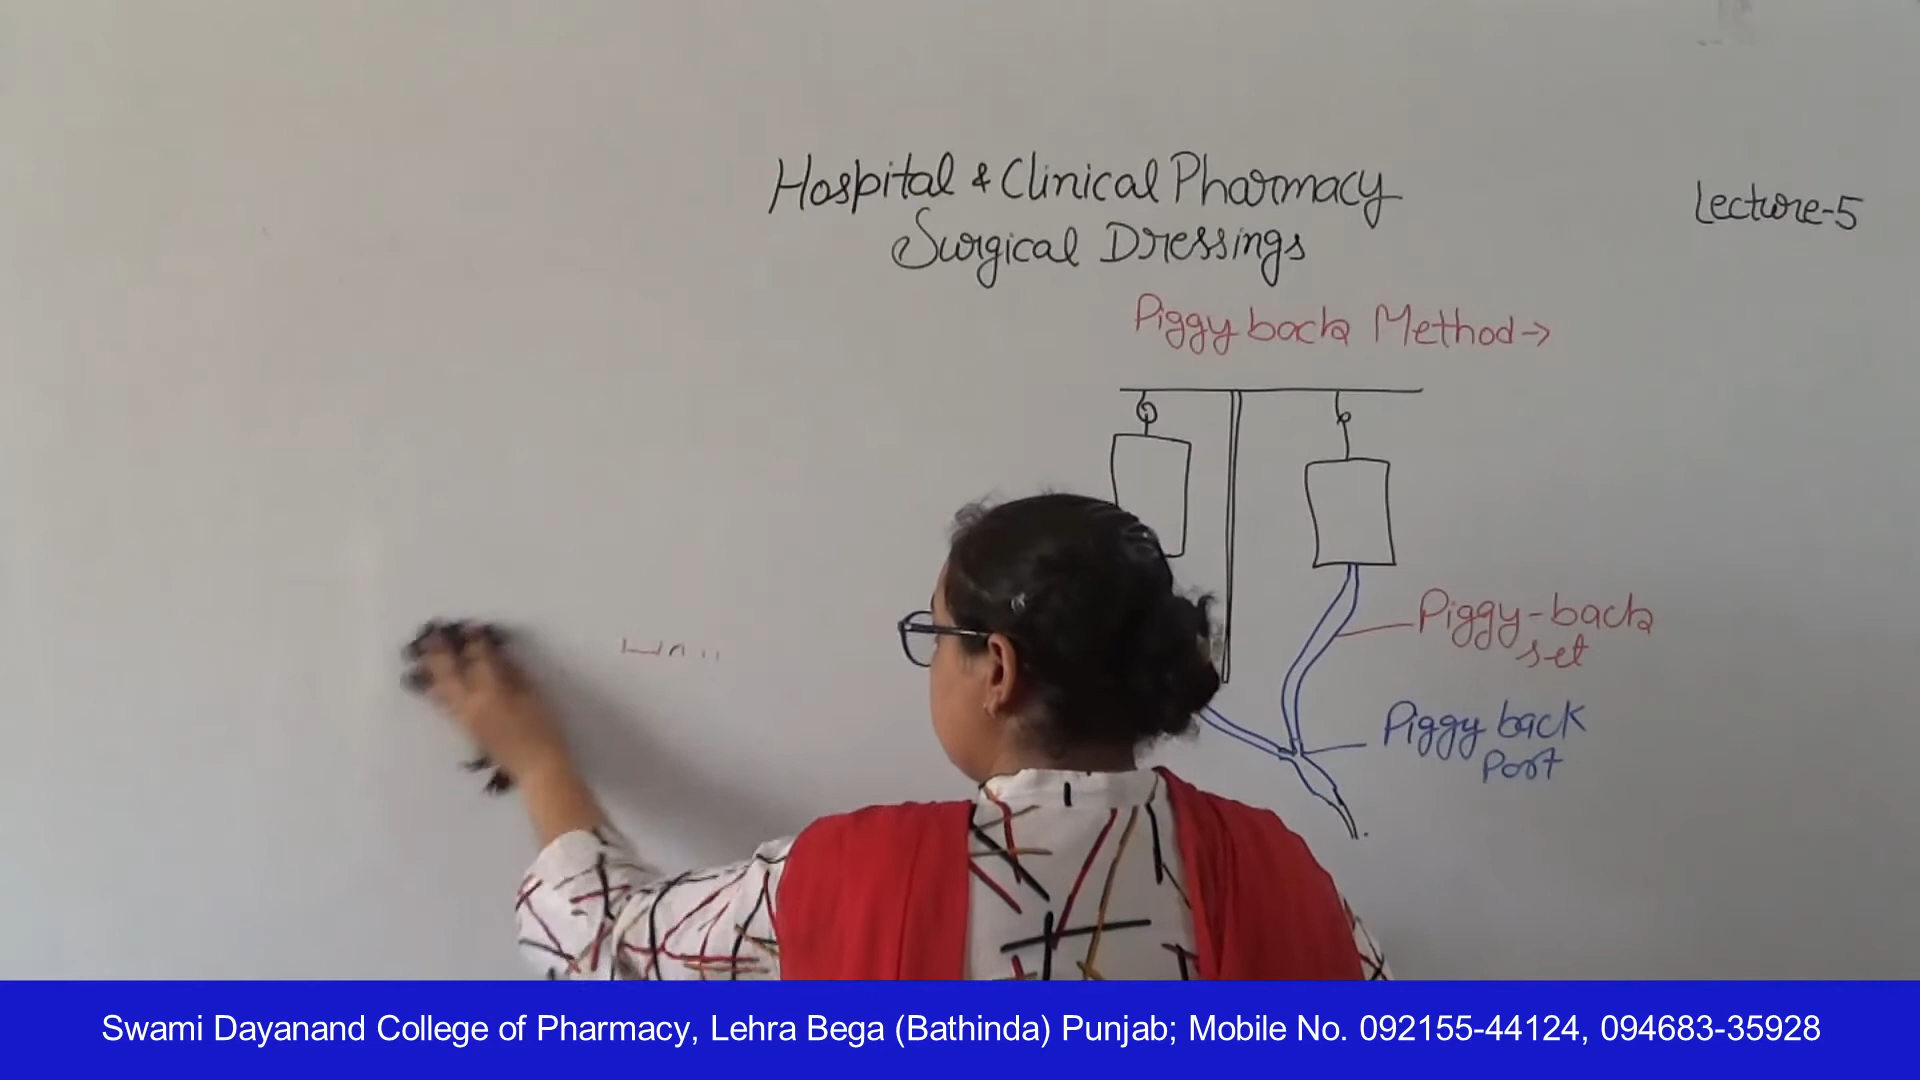 Hospital & Clinical Pharmacy
Surgical Dressings
Lecture-5
Piggy back Method →
Piggy-back
set
Piggy back
Port
Swami Dayanand College of Pharmacy, Lehra Bega (Bathinda) Punjab; Mobile No. 092155-44124, 094683-35928